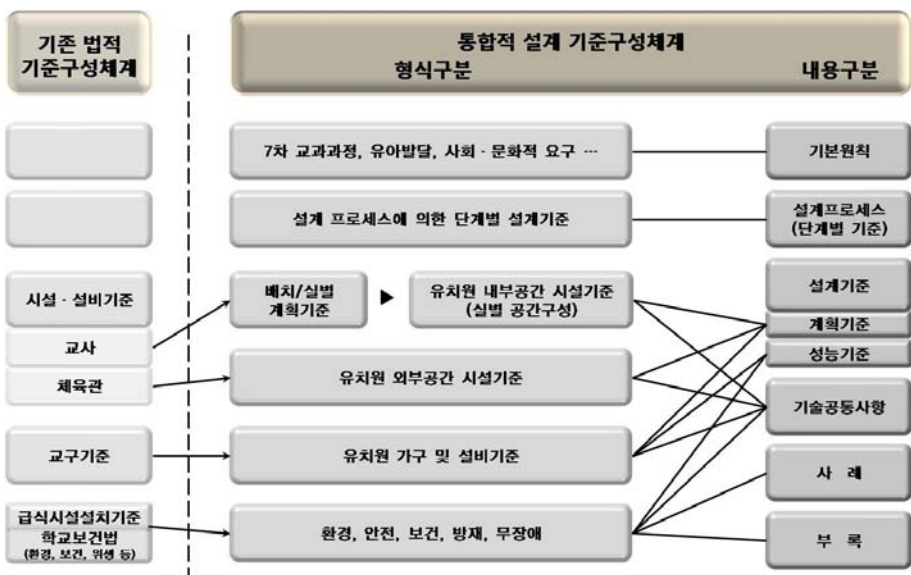 기존 법적
기준구성체계
통합적 설계 기준구성체계
형식구분
내용구분
7차 교과과정, 유아발달, 사회 · 문화적 요구 …
기본원칙
설계 프로세스에 의한 단계별 설계기준
설계프로세스
(단계별 기준)
시설 · 설비기준
교사
체육관
배치/실별
계획기준
▶
유치원 내부공간 시설기준
(실별 공간구성)
설계기준
계획기준
성능기준
유치원 외부공간 시설기준
기술공통사항
교구기준
유치원 가구 및 설비기준
사 례
급식시설설치기준
학교보건법
(환경, 보건, 위생 등)
환경, 안전, 보건, 방재, 무장애
부 록